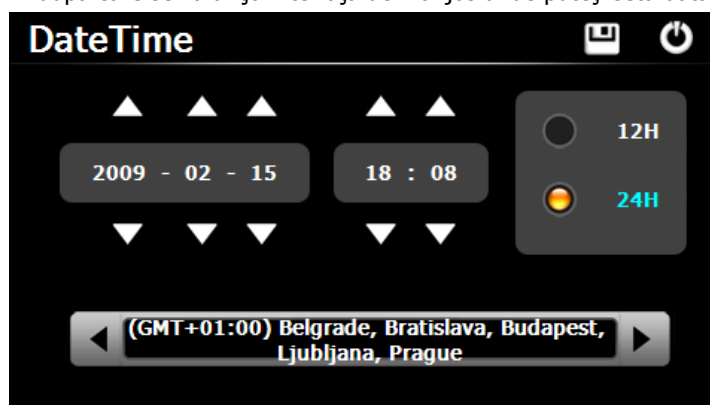 DateTime
2009 - 02 - 15
18 : 08
12H
24H
(GMT+01:00) Belgrade, Bratislava, Budapest,
Ljubljana, Prague